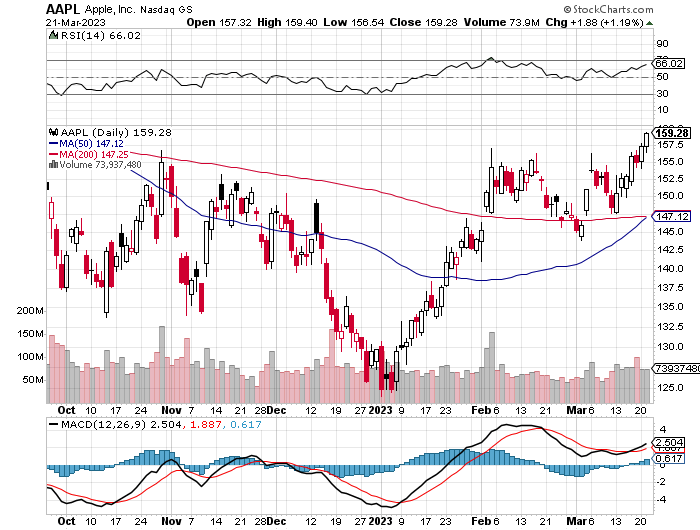 AAPL Apple, Inc. Nasdaq GS © StockCharts.com
21-Mar-2023 Open 157.32 High 159.40 Low 156.54 Close 159.28 Volume 73.9M Chg +1.88 (+1.19%)
RSI(14) 66.02
90
70
66.02
50
30
10
AAPL (Daily) 159.28
MA(50) 147.12
MA(200) 147.25
Volume 73,937,480
159.28
157.5
155.0
152.5
150.0
147.12
145.0
142.5
140.0
137.5
135.0
132.5
130.0
125.0
73937480
200M
150M
100M
50M
Oct 10 17 24 Nov 7 14 21 28 Dec 12 19 27 2023 9 17 23 Feb 6 13 21 Mar 6 13 20
MACD(12,26,9) 2.504, 1.887, 0.617
4
2.504
0.617
-2
-4
Oct 10 17 24 Nov 7 14 21 28 Dec 12 19 27 2023 9 17 23 Feb 6 13 21 Mar 6 13 20